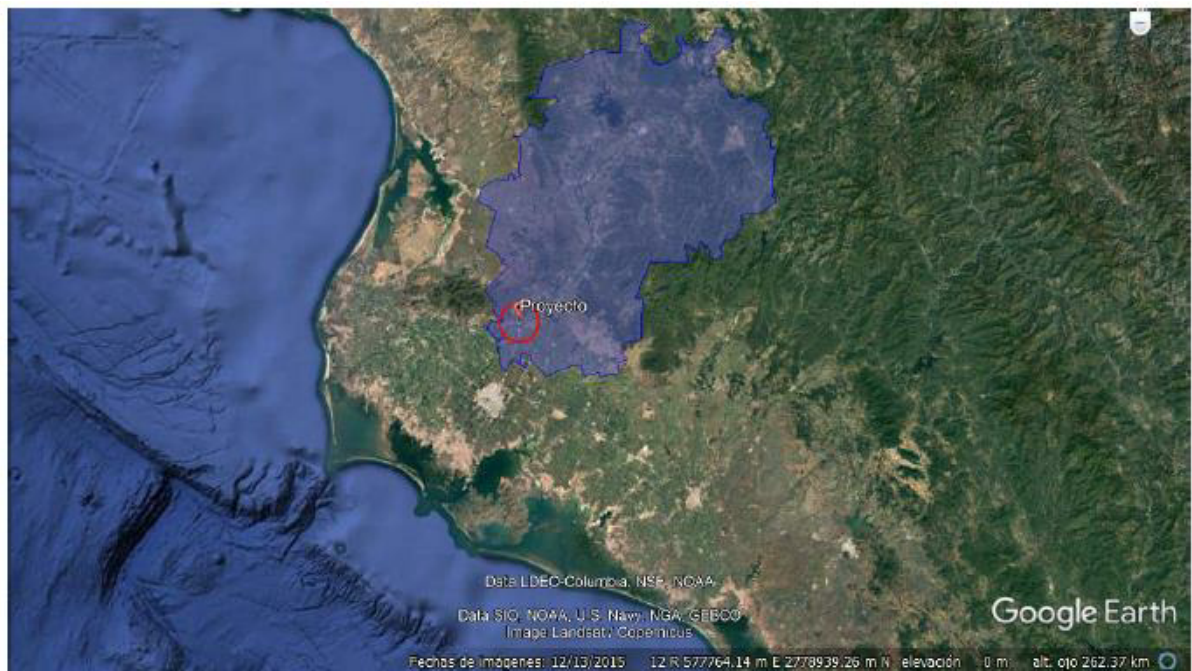 Proyecto
Data LDEO-Columbia, NSF, NOAA
Data SIO, NOAA, U.S. Navy, NGA, GEBCO
Image Landsat / Copernicus
Google Earth
Fechas de imágenes: 12/13/2015 12 R 577764.14 m E 2778939.26 m N elevación 0 m alt. ojo 262.37 km